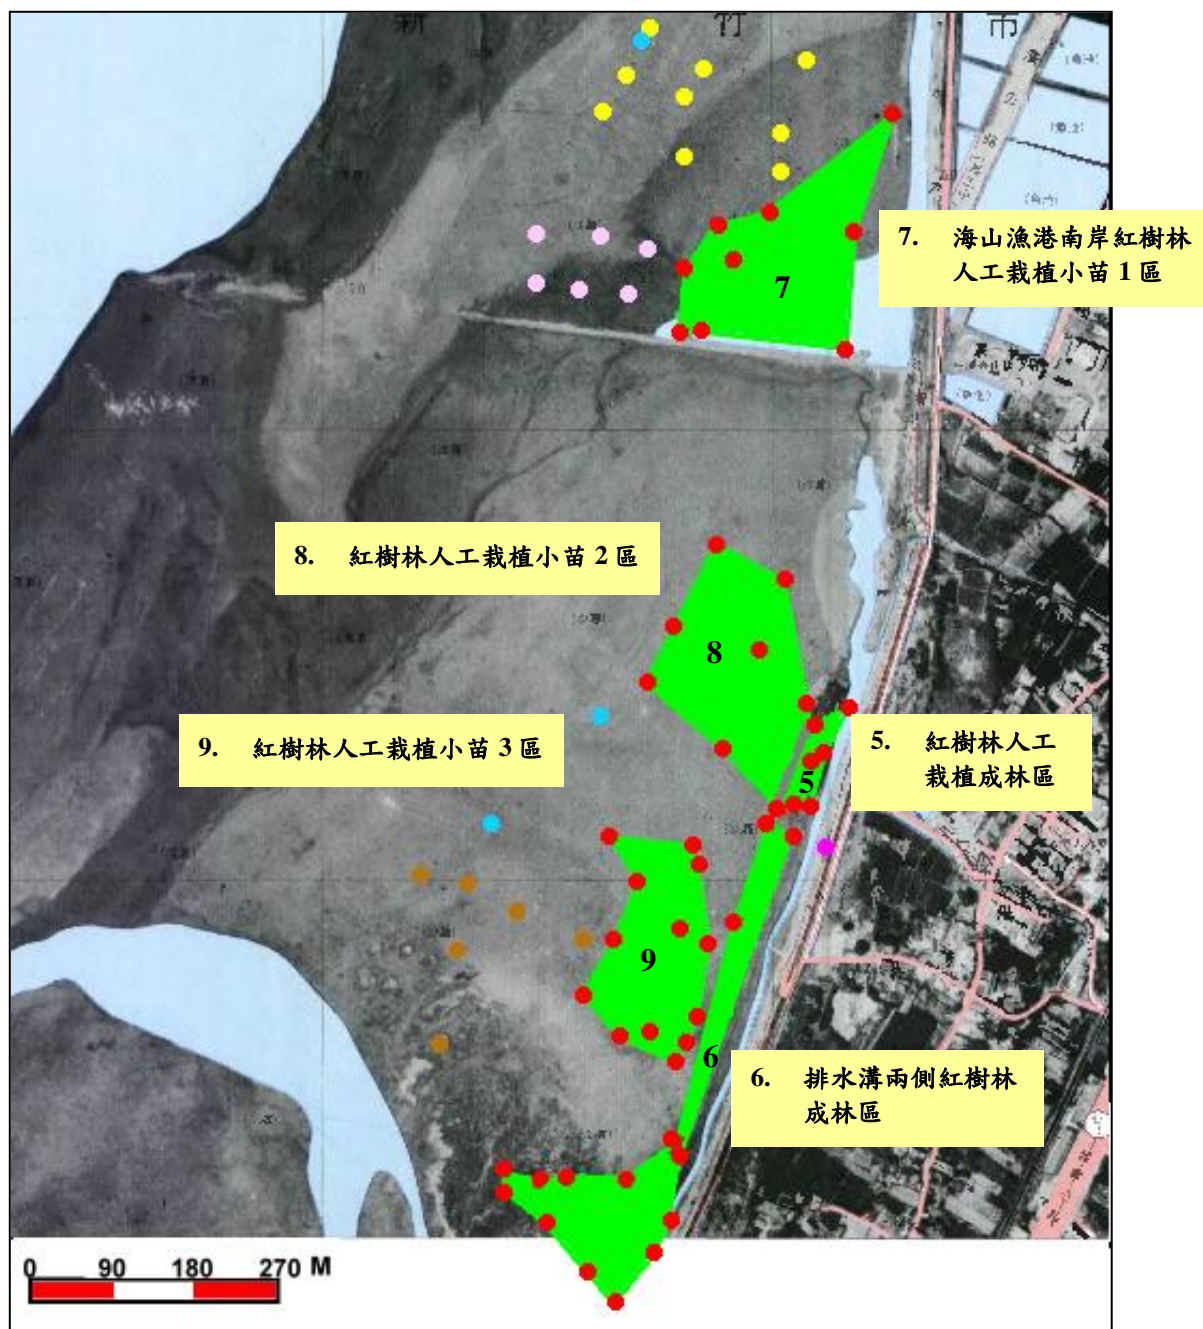 新 竹 市
7. 海山漁港南岸紅樹林
人工栽植小苗 1 區
7
8. 紅樹林人工栽植小苗 2 區
8
9. 紅樹林人工栽植小苗 3 區
5. 紅樹林人工
栽植成林區
5
9
6
6. 排水溝兩側紅樹林
成林區
0 90 180 270 M